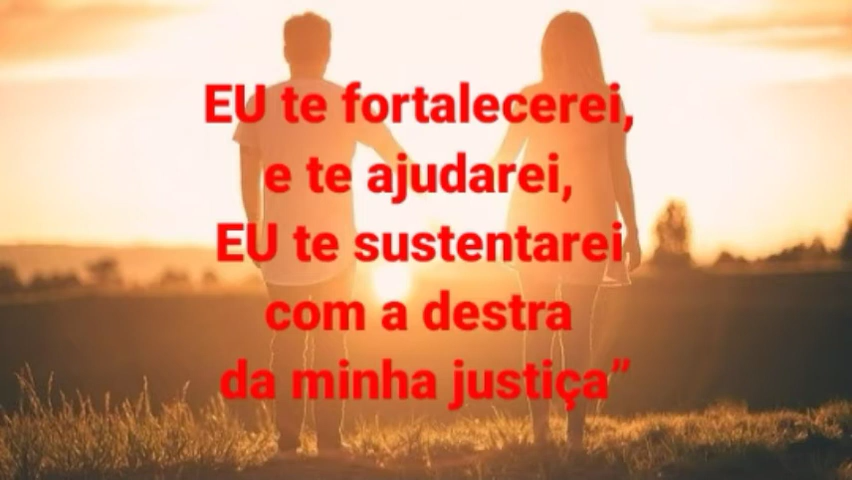 EU te fortalecerei,
e te ajudarei,
EU te sustentarei
com a destra
da minha justiça”